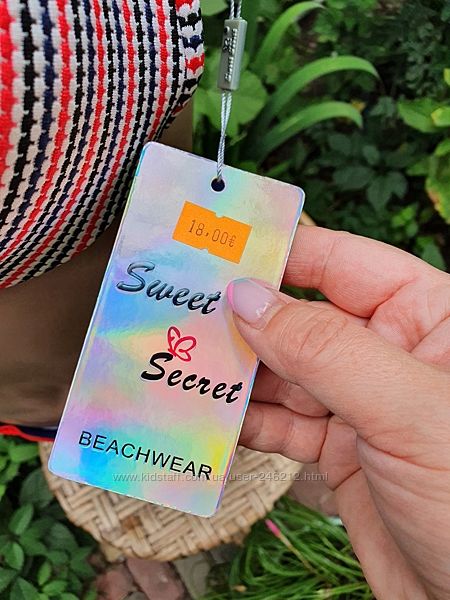 18,00€
Sweet
Secret
BEACHWEAR
www.kidstaff.com.ua/user-246212.html